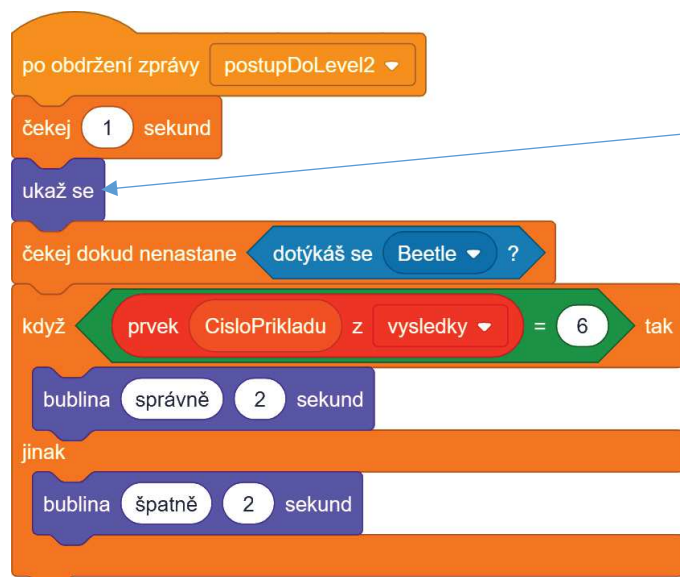 po obdržení zprávy postupDoLevel2
čekej 1 sekund
ukaž se
čekej dokud nenastane dotýkáš se Beetle ?
když prvek CisloPrikladu z vysledky = 6 tak
bublina správně 2 sekund
jinak
bublina špatně 2 sekund